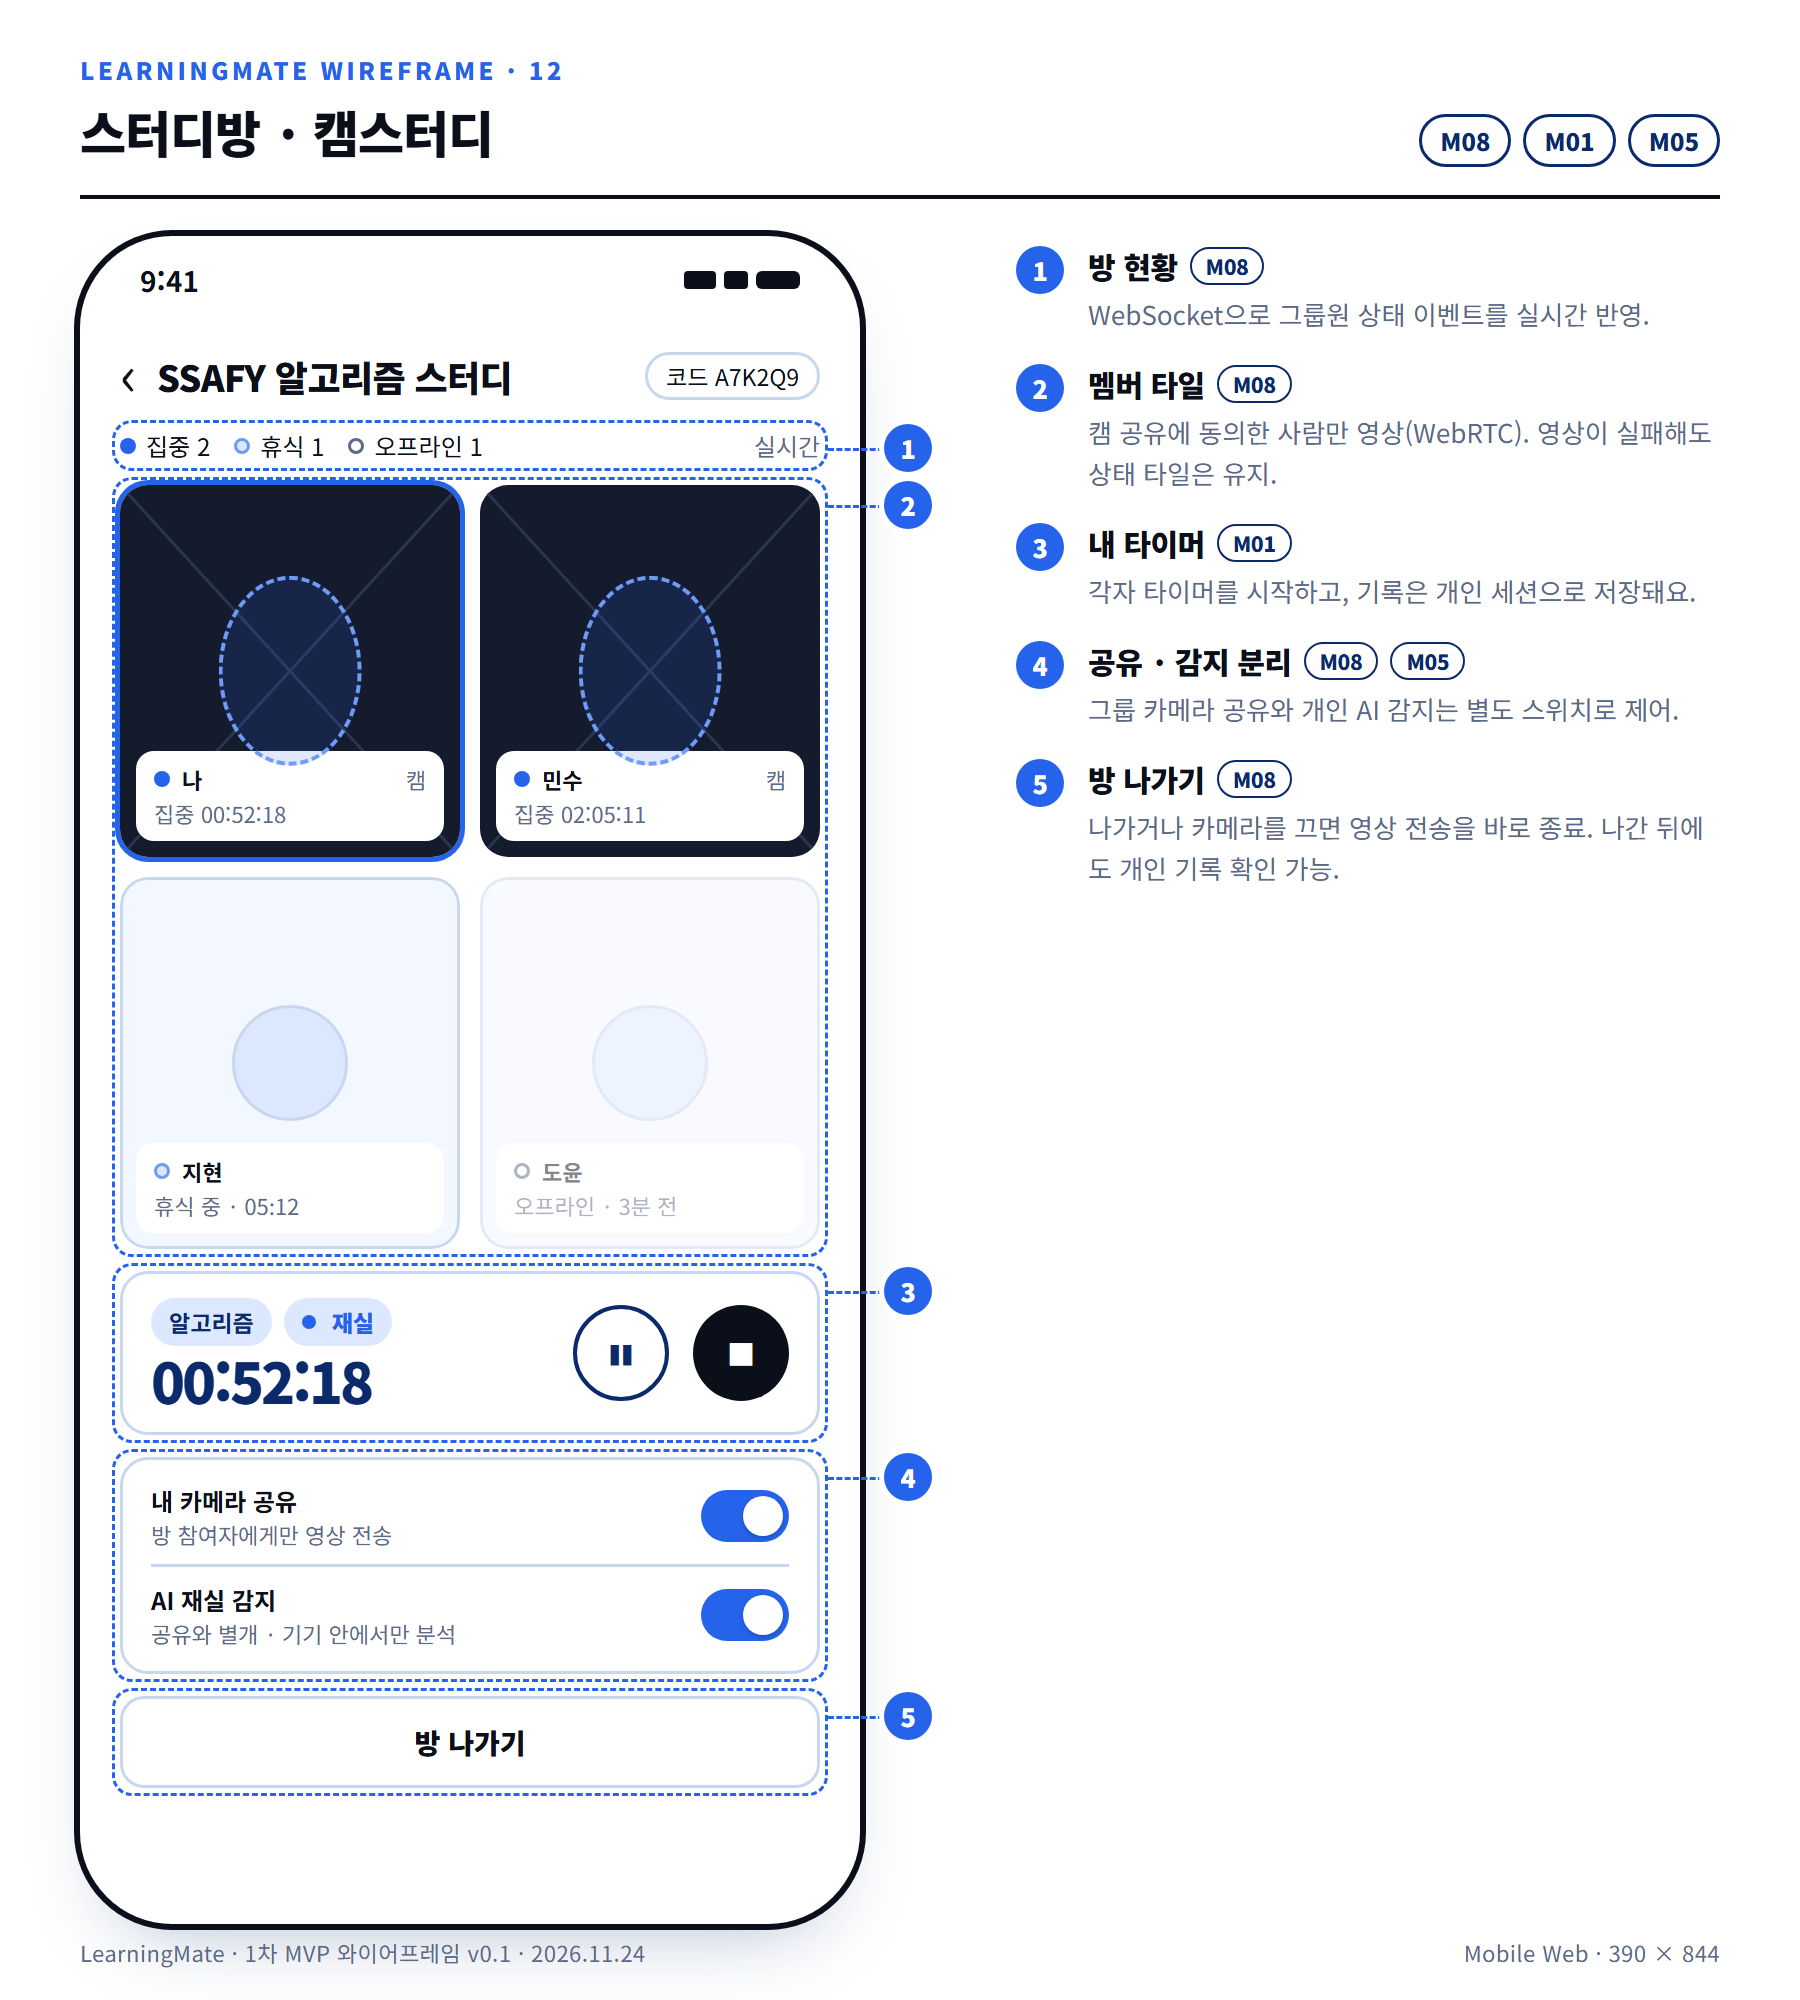 LEARNINGMATE WIREFRAME · 12
스터디방 · 캠스터디
M08 M01 M05
9:41
‹ SSAFY 알고리즘 스터디
코드 A7K2Q9
집중 2 휴식 1 오프라인 1 실시간
1
2
나 캠
집중 00:52:18
민수 캠
집중 02:05:11
지현
휴식 중 · 05:12
도윤
오프라인 · 3분 전
3
알고리즘 재실
00:52:18
4
내 카메라 공유
방 참여자에게만 영상 전송
AI 재실 감지
공유와 별개 · 기기 안에서만 분석
5
방 나가기
1 방 현황 M08
WebSocket으로 그룹원 상태 이벤트를 실시간 반영.
2 멤버 타일 M08
캠 공유에 동의한 사람만 영상(WebRTC). 영상이 실패해도
상태 타일은 유지.
3 내 타이머 M01
각자 타이머를 시작하고, 기록은 개인 세션으로 저장돼요.
4 공유 · 감지 분리 M08 M05
그룹 카메라 공유와 개인 AI 감지는 별도 스위치로 제어.
5 방 나가기 M08
나가거나 카메라를 끄면 영상 전송을 바로 종료. 나간 뒤에
도 개인 기록 확인 가능.
LearningMate · 1차 MVP 와이어프레임 v0.1 · 2026.11.24
Mobile Web · 390 × 844